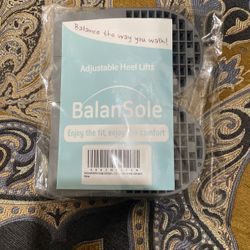 Balance the way you walk!
Adjustable Heel Lifts
BalanSole
Enjoy the fit, enjoy the comfort